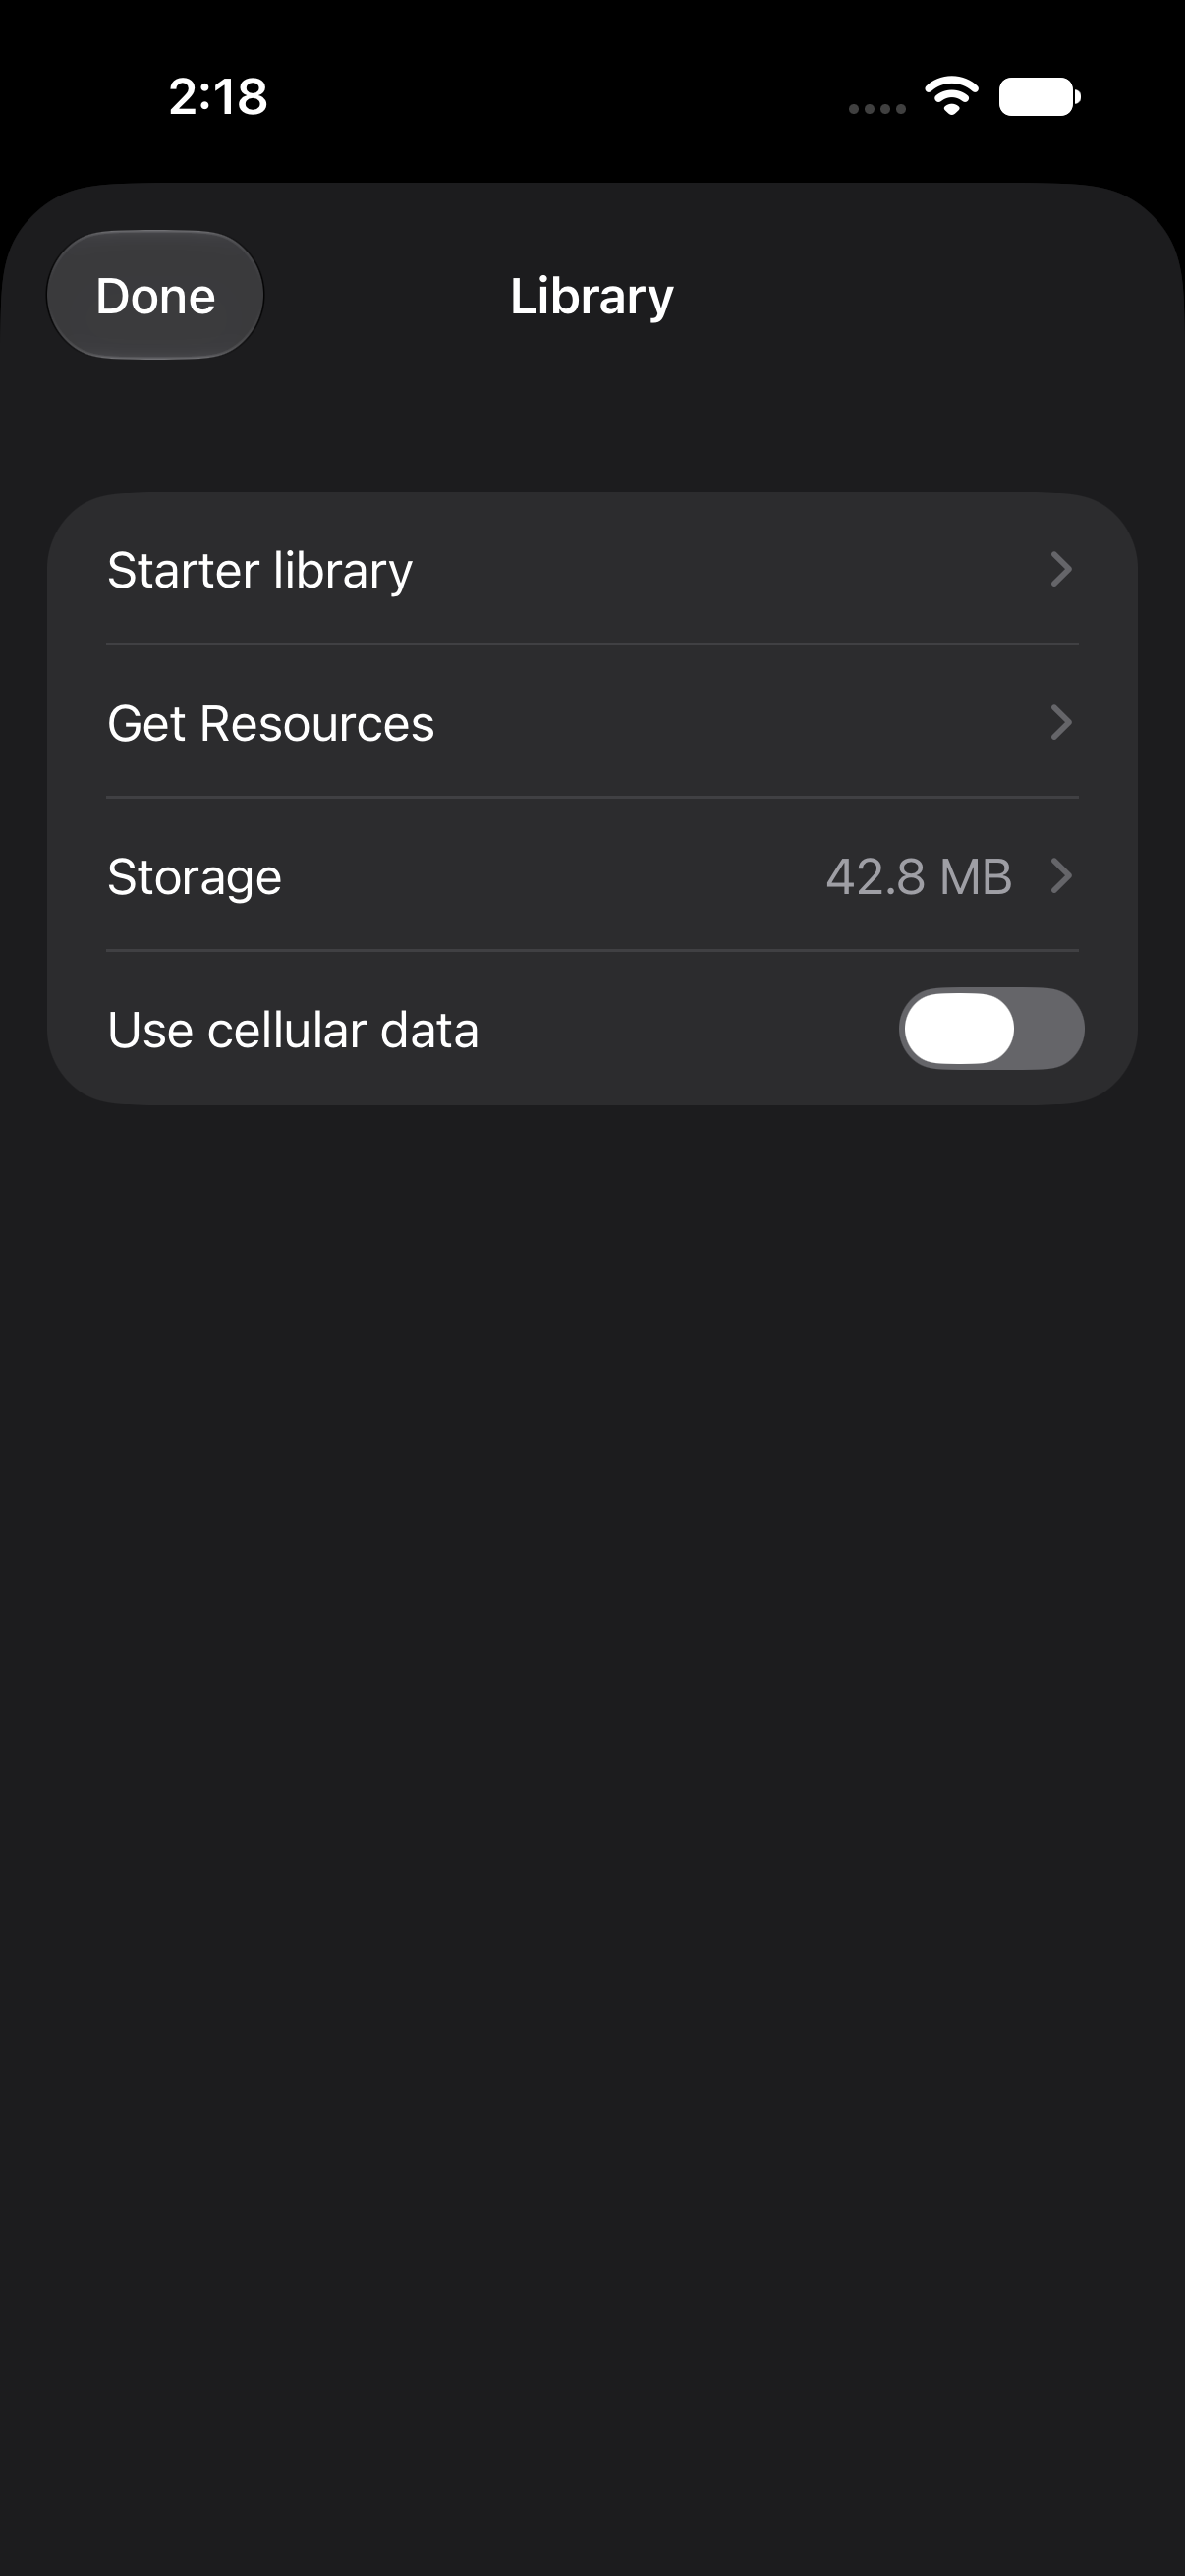 2:18
Done
Library
Starter library
Get Resources
Storage 42.8 MB
Use cellular data